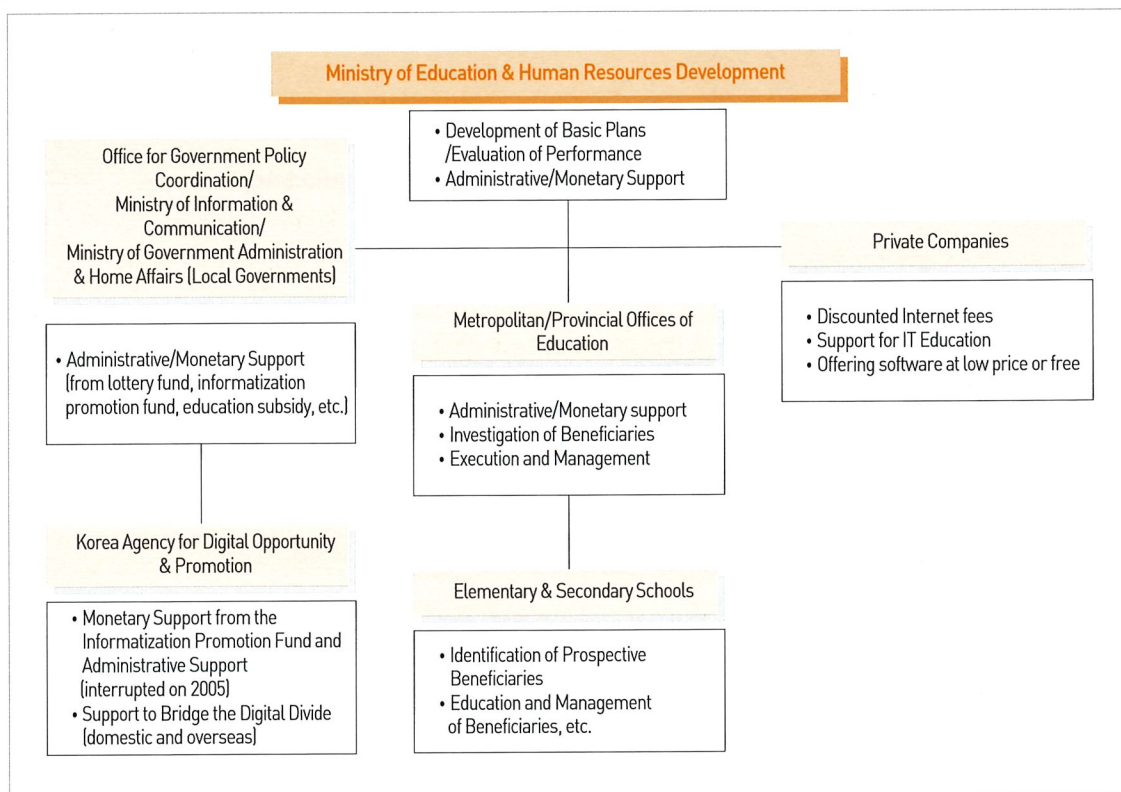 Ministry of Education & Human Resources Development
• Development of Basic Plans
/Evaluation of Performance
• Administrative/Monetary Support
Office for Government Policy
Coordination/
Ministry of Information &
Communication/
Ministry of Government Administration
& Home Affairs (Local Governments)
• Administrative/Monetary Support
(from lottery fund, informatization
promotion fund, education subsidy, etc.)
Korea Agency for Digital Opportunity
& Promotion
• Monetary Support from the
Informatization Promotion Fund and
Administrative Support
(interrupted on 2005)
• Support to Bridge the Digital Divide
(domestic and overseas)
Metropolitan/Provincial Offices of
Education
• Administrative/Monetary support
• Investigation of Beneficiaries
• Execution and Management
Elementary & Secondary Schools
• Identification of Prospective
Beneficiaries
• Education and Management
of Beneficiaries, etc.
Private Companies
• Discounted Internet fees
• Support for IT Education
• Offering software at low price or free